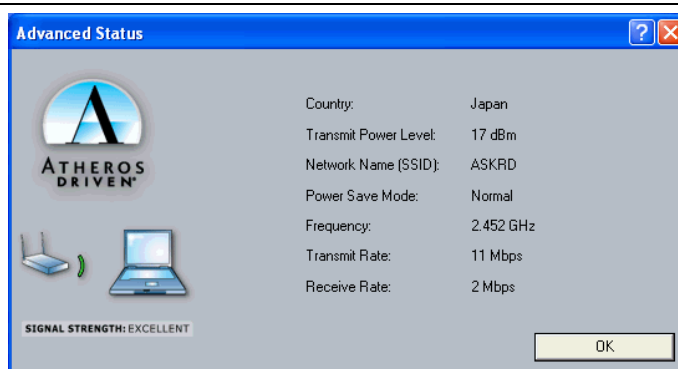 Advanced Status
ATHEROS
DRIVEN®
Country: Japan
Transmit Power Level: 17 dBm
Network Name (SSID): ASKRD
Power Save Mode: Normal
Frequency: 2.452 GHz
Transmit Rate: 11 Mbps
Receive Rate: 2 Mbps
SIGNAL STRENGTH: EXCELLENT
OK